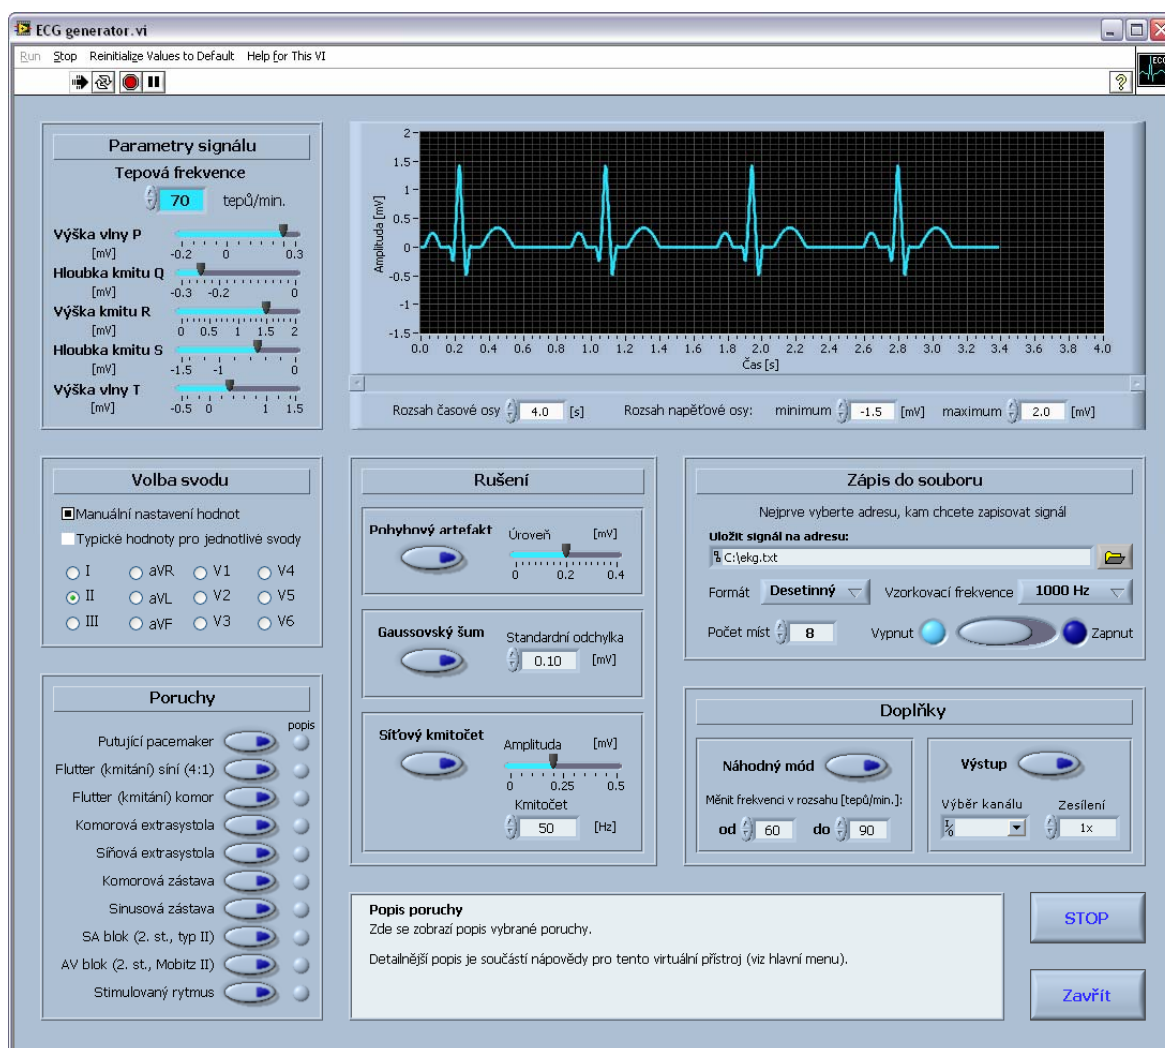 ECG generator.vi
Run Stop Reinitialize Values to Default Help for This VI
ECG
Parametry signálu
Tepová frekvence
70 tepů/min.
Výška vlny P
[mV] -0.2 0 0.3
Hloubka kmitu Q
[mV] -0.3 -0.2 0
Výška kmitu R
[mV] 0 0.5 1 1.5 2
Hloubka kmitu S
[mV] -1.5 -1 0
Výška vlny T
[mV] -0.5 0 1 1.5
Amplituda [mV]
2
1.5
1
0.5
0
-0.5
-1
-1.5
0.0 0.2 0.4 0.6 0.8 1.0 1.2 1.4 1.6 1.8 2.0 2.2 2.4 2.6 2.8 3.0 3.2 3.4 3.6 3.8 4.0
Čas [s]
Rozsah časové osy 4.0 [s] Rozsah napěťové osy: minimum -1.5 [mV] maximum 2.0 [mV]
Volba svodu
Manuální nastavení hodnot
Typické hodnoty pro jednotlivé svody
I aVR V1 V4
II aVL V2 V5
III aVF V3 V6
Poruchy
popis
Putující pacemaker
Flutter (kmitání) síní (4:1)
Flutter (kmitání) komor
Komorová extrasystola
Síňová extrasystola
Komorová zástava
Sinusová zástava
SA blok (2. st., typ II)
AV blok (2. st., Mobitz II)
Stimulovaný rytmus
Rušení
Pohybový artefakt Úroveň [mV]
0 0.2 0.4
Gaussovský šum Standardní odchylka
0.10 [mV]
Síťový kmitočet Amplituda [mV]
0 0.25 0.5
Kmitočet
50 [Hz]
Zápis do souboru
Nejprve vyberte adresu, kam chcete zapisovat signál
Uložit signál na adresu:
C:\ekg.txt
Formát Desetinný Vzorkovací frekvence 1000 Hz
Počet míst 8 Vypnut Zapnut
Doplňky
Náhodný mód
Měnit frekvenci v rozsahu [tepů/min.]:
od 60 do 90
Výstup
Výběr kanálu Zesílení
1x
Popis poruchy
Zde se zobrazí popis vybrané poruchy.
Detailnější popis je součástí nápovědy pro tento virtuální přístroj (viz hlavní menu).
STOP
Zavřít